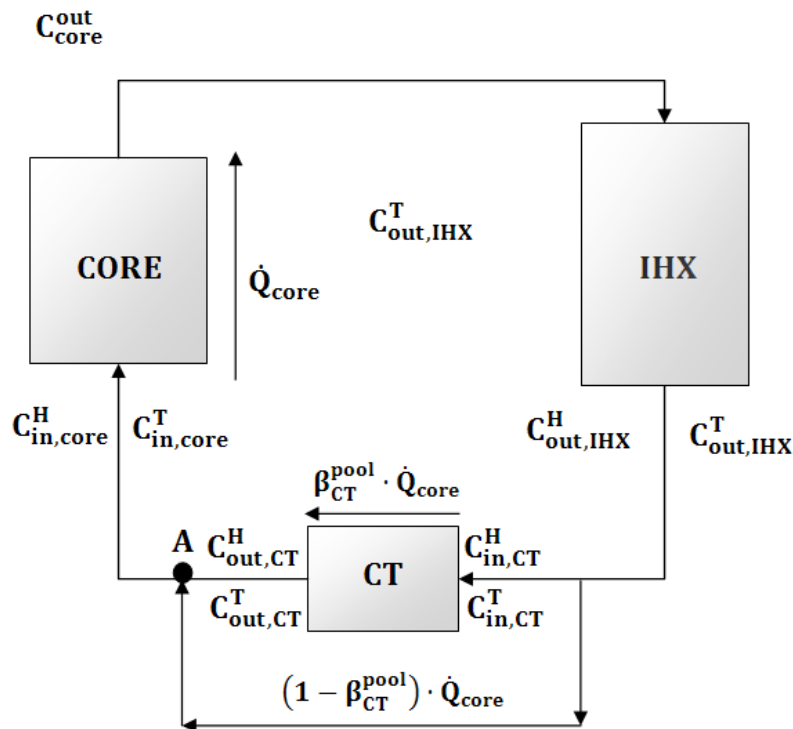 C_core^out
CORE
Q̇_core
C_out,IHX^T
IHX
C_in,core^H C_in,core^T
C_out,IHX^H C_out,IHX^T
β_CT^pool · Q̇_core
A
C_out,CT^H
CT
C_in,CT^H
C_out,CT^T
C_in,CT^T
(1 − β_CT^pool) · Q̇_core